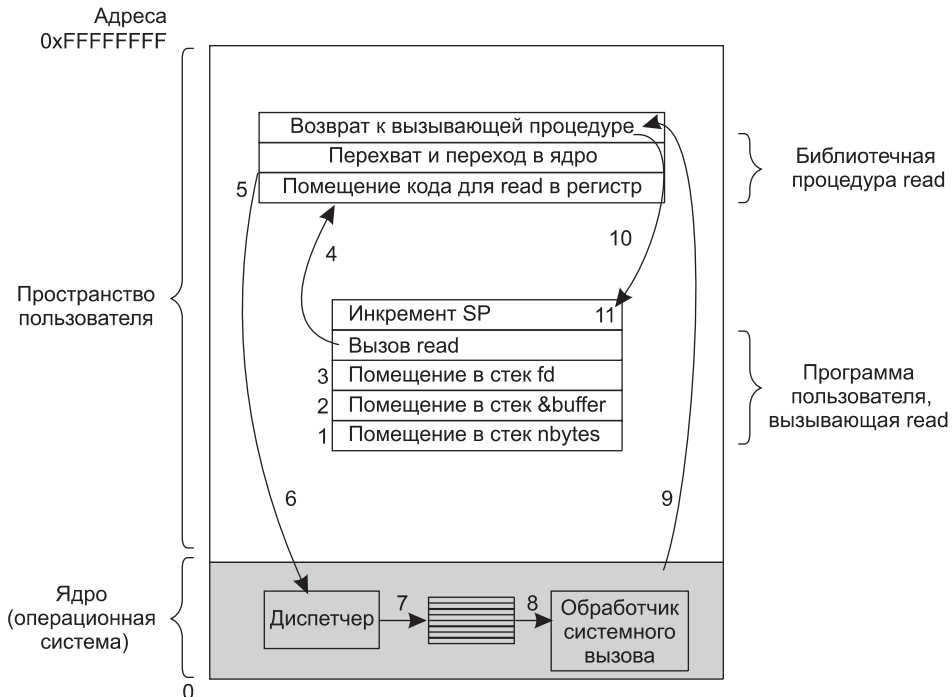 Адреса
0xFFFFFFFF
Возврат к вызывающей процедуре
Перехват и переход в ядро
5 Помещение кода для read в регистр
Библиотечная
процедура read
4
10
Пространство
пользователя
Инкремент SP 11
Вызов read
3 Помещение в стек fd
2 Помещение в стек &buffer
1 Помещение в стек nbytes
Программа
пользователя,
вызывающая read
6
9
Ядро
(операционная
система)
Диспетчер
7
8
Обработчик
системного
вызова
0